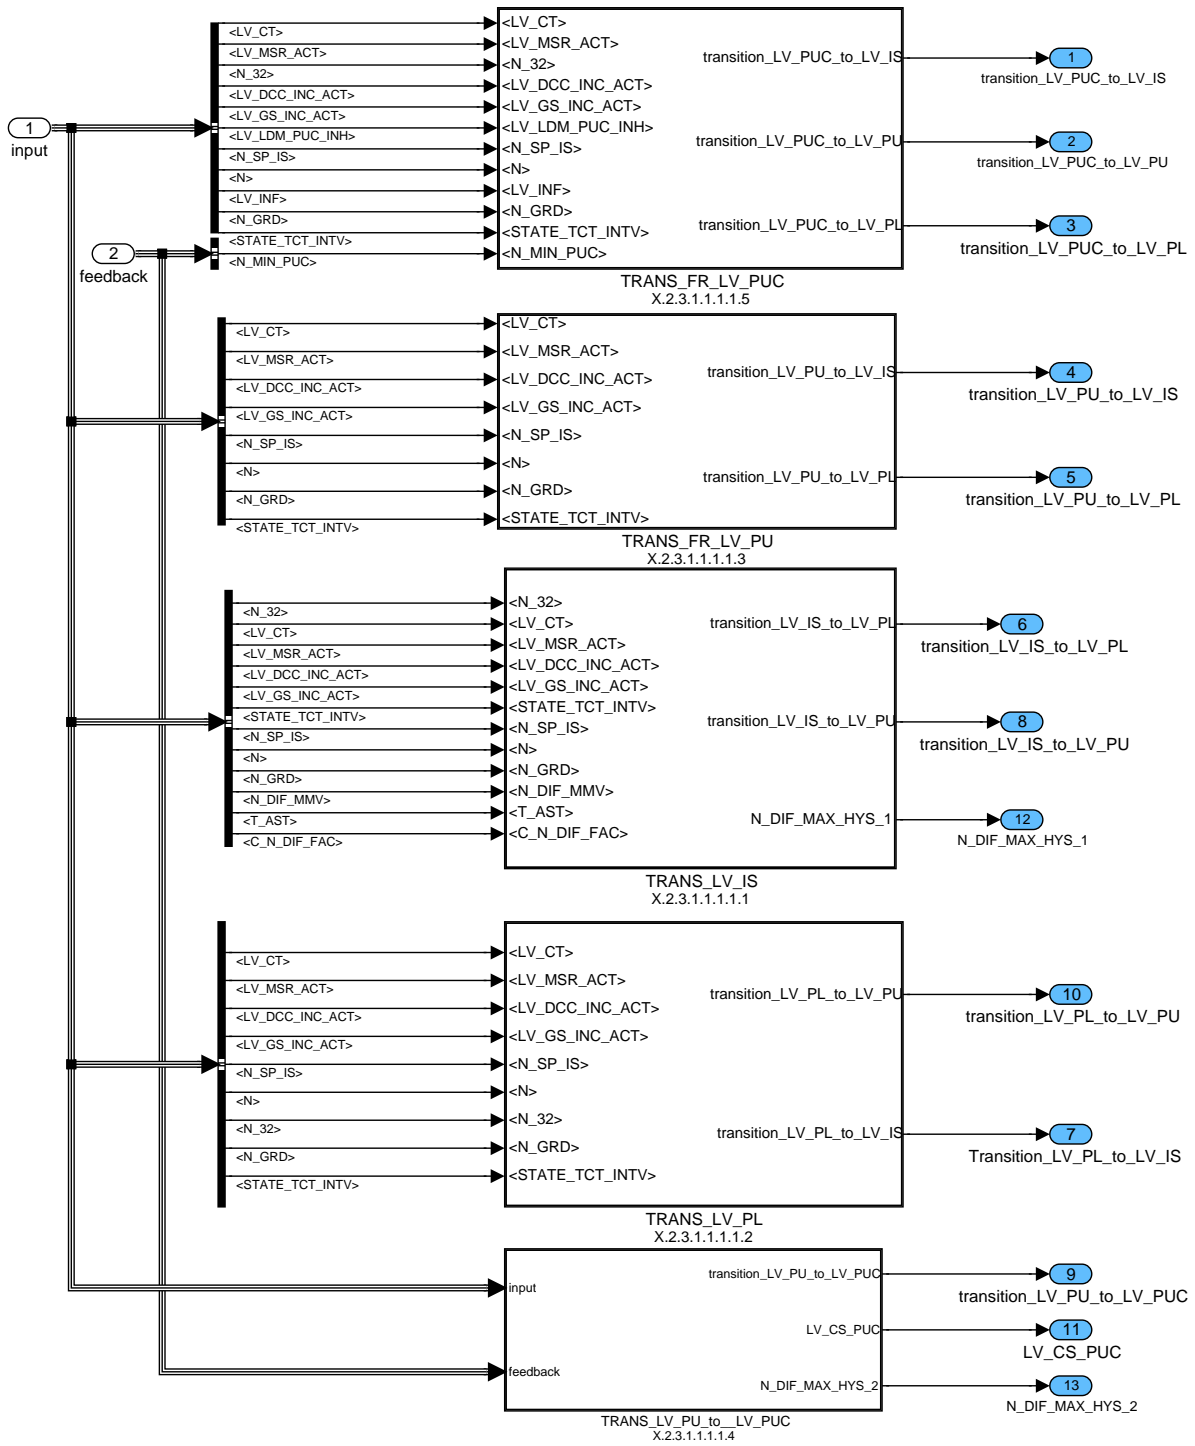 1
input
2
feedback
<LV_CT>
<LV_MSR_ACT>
<N_32>
<LV_DCC_INC_ACT>
<LV_GS_INC_ACT>
<LV_LDM_PUC_INH>
<N_SP_IS>
<N>
<LV_INF>
<N_GRD>
<STATE_TCT_INTV>
<N_MIN_PUC>
<LV_CT>
<LV_MSR_ACT>
<N_32>
<LV_DCC_INC_ACT>
<LV_GS_INC_ACT>
<LV_LDM_PUC_INH>
<N_SP_IS>
<N>
<LV_INF>
<N_GRD>
<STATE_TCT_INTV>
<N_MIN_PUC>
transition_LV_PUC_to_LV_IS
transition_LV_PUC_to_LV_PU
transition_LV_PUC_to_LV_PL
1
transition_LV_PUC_to_LV_IS
2
transition_LV_PUC_to_LV_PU
3
transition_LV_PUC_to_LV_PL
TRANS_FR_LV_PUC
X.2.3.1.1.1.1.5
<LV_CT>
<LV_MSR_ACT>
<LV_DCC_INC_ACT>
<LV_GS_INC_ACT>
<N_SP_IS>
<N>
<N_GRD>
<STATE_TCT_INTV>
<LV_CT>
<LV_MSR_ACT>
<LV_DCC_INC_ACT>
<LV_GS_INC_ACT>
<N_SP_IS>
<N>
<N_GRD>
<STATE_TCT_INTV>
transition_LV_PU_to_LV_IS
transition_LV_PU_to_LV_PL
4
transition_LV_PU_to_LV_IS
5
transition_LV_PU_to_LV_PL
TRANS_FR_LV_PU
X.2.3.1.1.1.1.3
<N_32>
<LV_CT>
<LV_MSR_ACT>
<LV_DCC_INC_ACT>
<LV_GS_INC_ACT>
<STATE_TCT_INTV>
<N_SP_IS>
<N>
<N_GRD>
<N_DIF_MMV>
<T_AST>
<C_N_DIF_FAC>
<N_32>
<LV_CT>
<LV_MSR_ACT>
<LV_DCC_INC_ACT>
<LV_GS_INC_ACT>
<STATE_TCT_INTV>
<N_SP_IS>
<N>
<N_GRD>
<N_DIF_MMV>
<T_AST>
<C_N_DIF_FAC>
transition_LV_IS_to_LV_PL
transition_LV_IS_to_LV_PU
N_DIF_MAX_HYS_1
6
transition_LV_IS_to_LV_PL
8
transition_LV_IS_to_LV_PU
12
N_DIF_MAX_HYS_1
TRANS_LV_IS
X.2.3.1.1.1.1.1
<LV_CT>
<LV_MSR_ACT>
<LV_DCC_INC_ACT>
<LV_GS_INC_ACT>
<N_SP_IS>
<N>
<N_32>
<N_GRD>
<STATE_TCT_INTV>
<LV_CT>
<LV_MSR_ACT>
<LV_DCC_INC_ACT>
<LV_GS_INC_ACT>
<N_SP_IS>
<N>
<N_32>
<N_GRD>
<STATE_TCT_INTV>
transition_LV_PL_to_LV_PU
transition_LV_PL_to_LV_IS
10
transition_LV_PL_to_LV_PU
7
Transition_LV_PL_to_LV_IS
TRANS_LV_PL
X.2.3.1.1.1.1.2
input
feedback
transition_LV_PU_to_LV_PUC
LV_CS_PUC
N_DIF_MAX_HYS_2
9
transition_LV_PU_to_LV_PUC
11
LV_CS_PUC
13
N_DIF_MAX_HYS_2
TRANS_LV_PU_to__LV_PUC
X.2.3.1.1.1.1.4